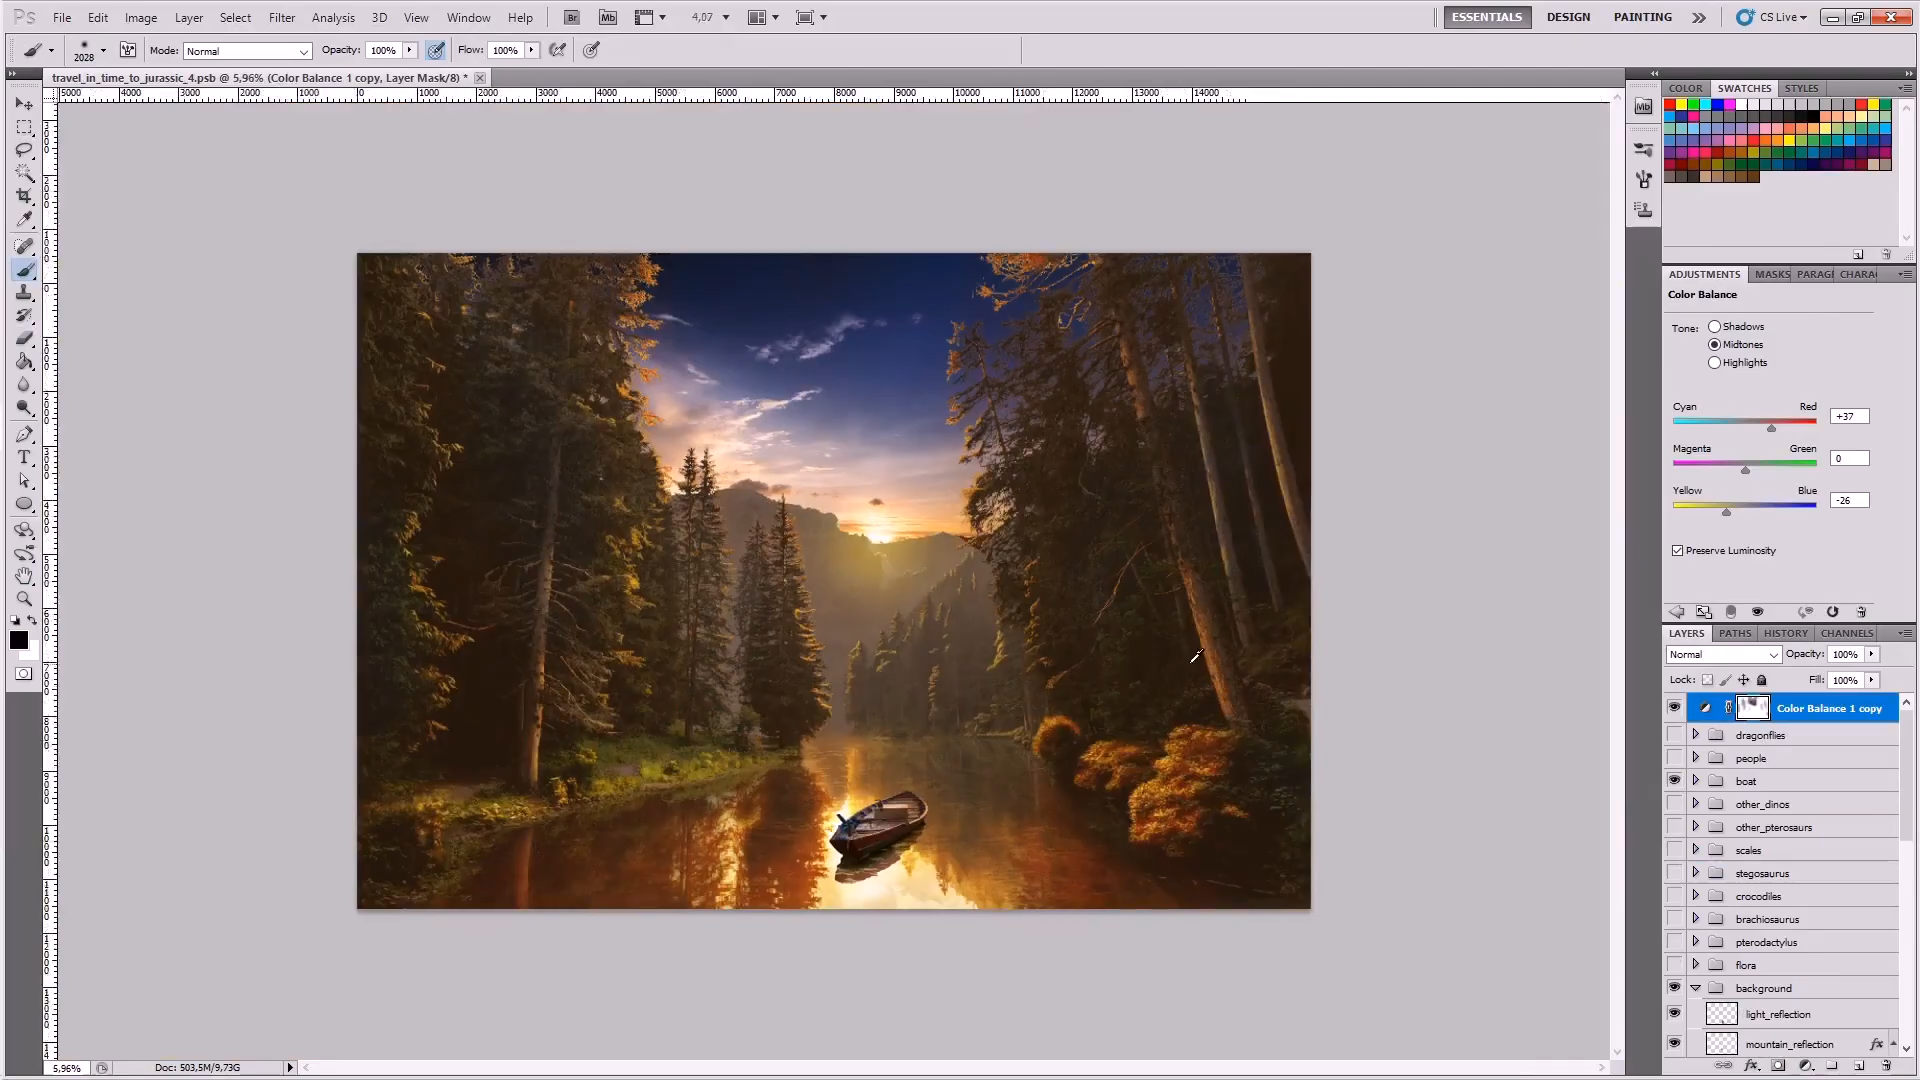 Ps File Edit Image Layer Select Filter Analysis 3D View Window Help Br Mb 4,07 ESSENTIALS DESIGN PAINTING CS Live
2028 Mode: Normal Opacity: 100% Flow: 100%
travel_in_time_to_jurassic_4.psb @ 5,96% (Color Balance 1 copy, Layer Mask/8) *
5000 4000 3000 2000 1000 0 1000 2000 3000 4000 5000 6000 7000 8000 9000 10000 11000 12000 13000 14000
Mb
COLOR SWATCHES STYLES
ADJUSTMENTS MASKS PARAG CHARA
Color Balance
Tone: Shadows
Midtones
Highlights
Cyan Red +37
Magenta Green 0
Yellow Blue -26
Preserve Luminosity
LAYERS PATHS HISTORY CHANNELS
Normal Opacity: 100%
Lock: Fill: 100%
Color Balance 1 copy
dragonflies
people
boat
other_dinos
other_pterosaurs
scales
stegosaurus
crocodiles
brachiosaurus
pterodactylus
flora
background
light_reflection
mountain_reflection fx
5,96% Doc: 503,5M/9,73G fx